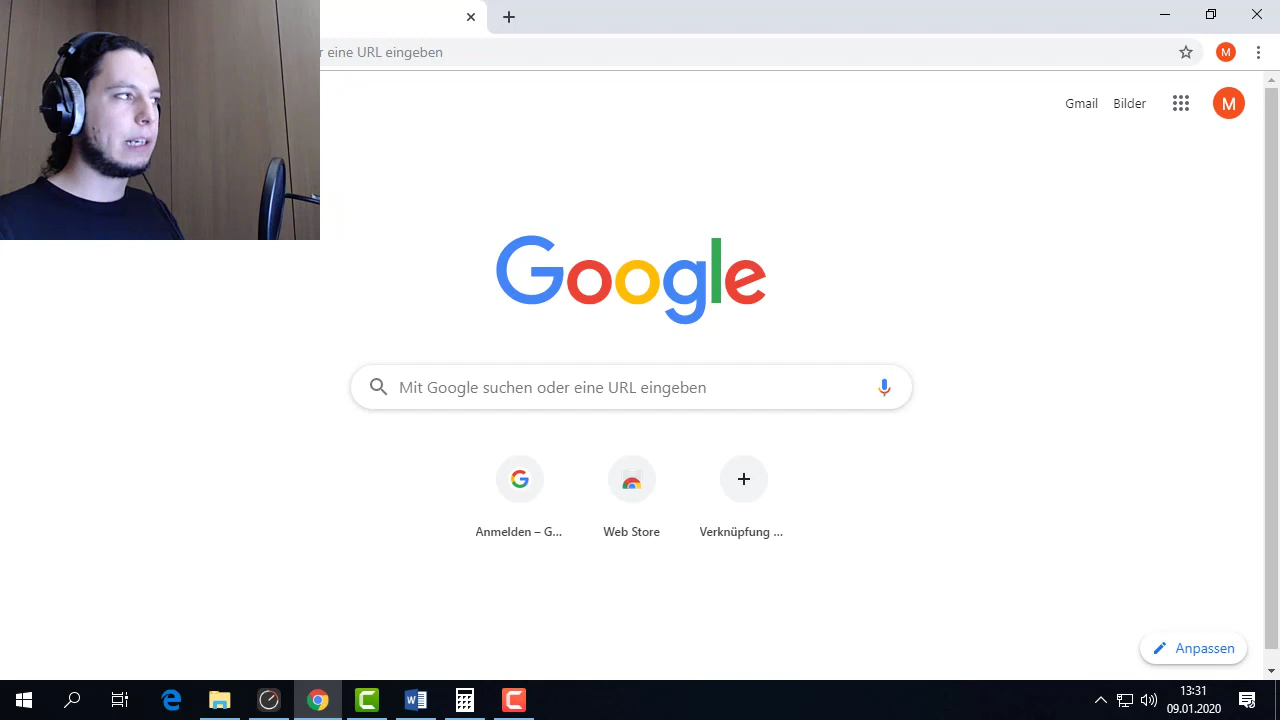 r eine URL eingeben
M
Gmail
Bilder
M
Google
Mit Google suchen oder eine URL eingeben
Anmelden – G...
Web Store
Verknüpfung ...
Anpassen
13:31
09.01.2020